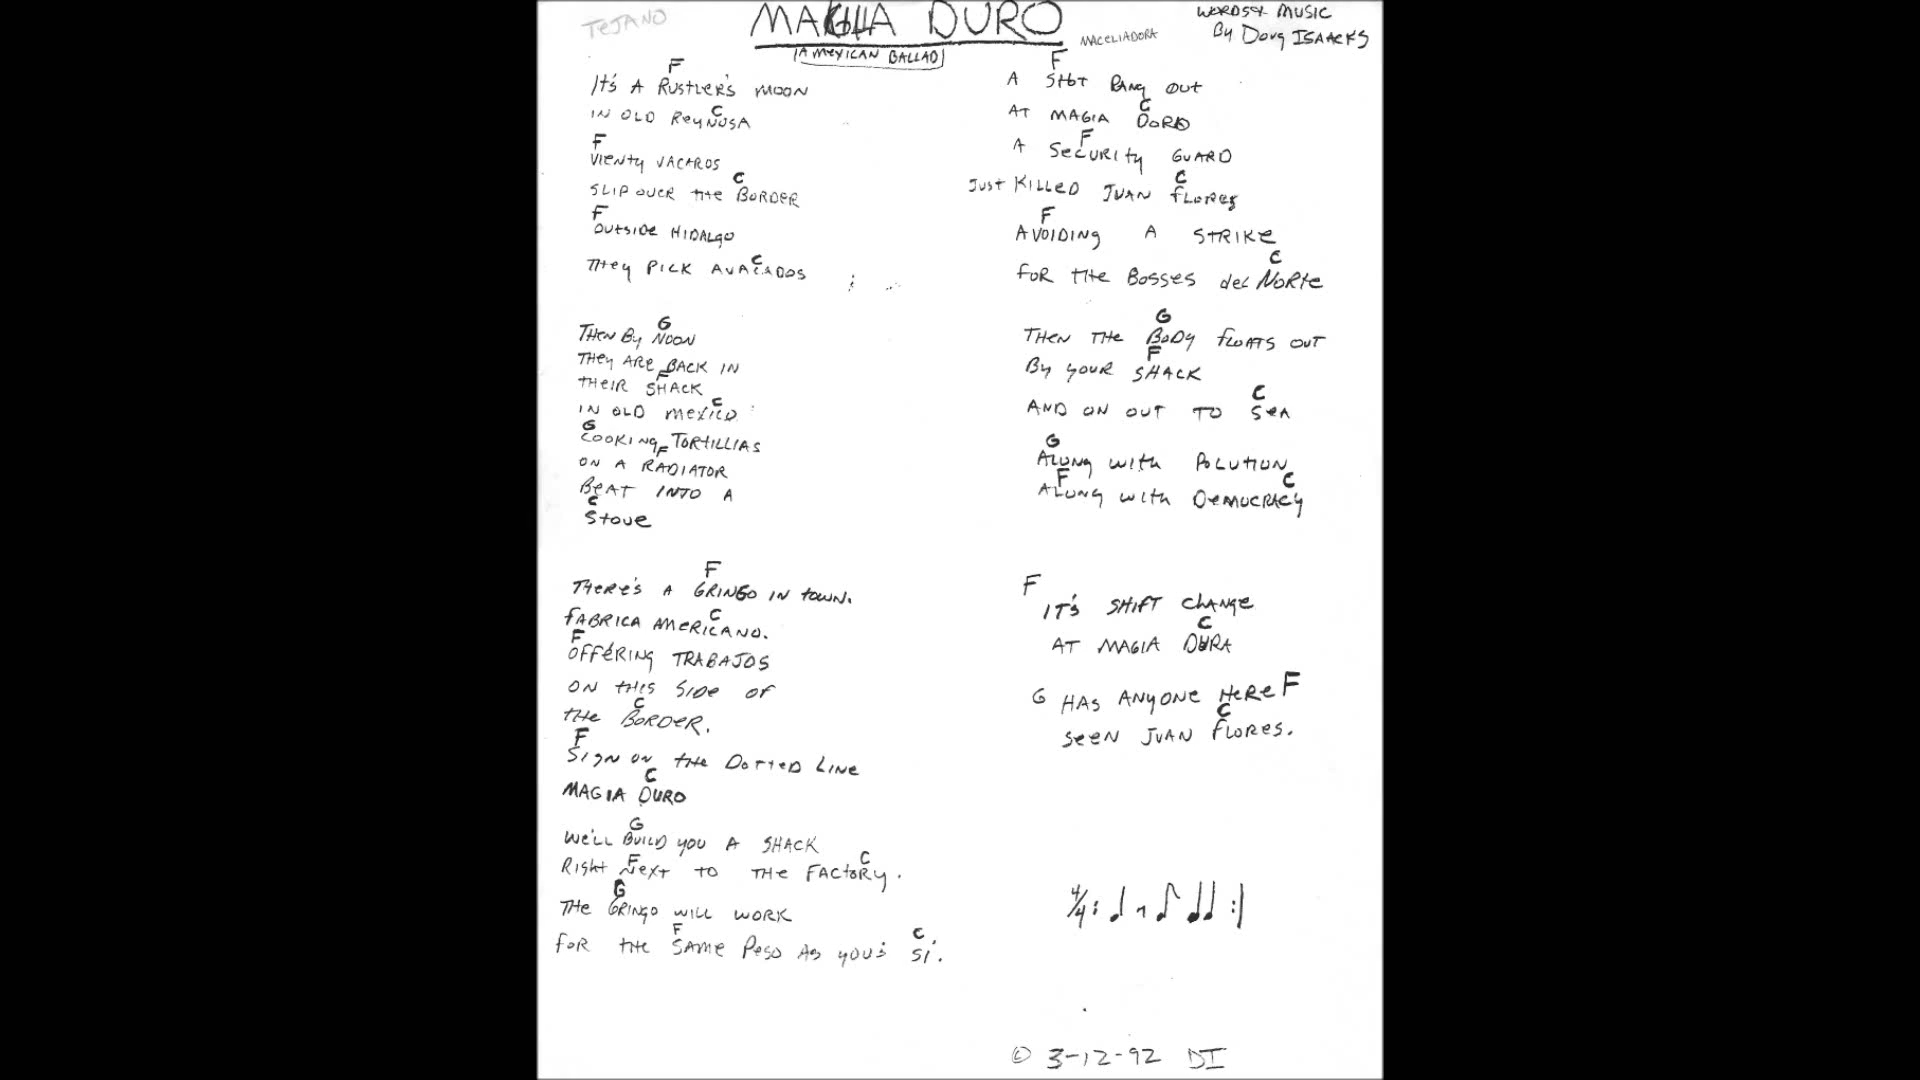 TEJANO
MAGIA DURO
WORDS & MUSIC
By Doug ISAACKS
MACELIADORA
(A MEXICAN BALLAD)
F
It's A Rustler's MOON
C
IN OLD ReyNOSA
F
VIENTY VACAROS
C
SLIP OVER the BORDER
F
OUTSIDE HIDALGO
C
They PICK AVACADOS
G
THEN By NOON
They ARE BACK IN
F
THEIR SHACK
C
IN OLD MEXICO
G
COOKING TORTILLIAS
F
ON A RADIATOR
BEAT INTO A
C
Stove
F
THERE'S A GRINGO IN TOWN.
C
FABRICA AMERICANO.
F
OFFERING TRABAJOS
ON this Side OF
C
the BORDER.
F
SIGN ON the Dotted LINE
C
MAGIA DURO
G
We'll BUILD you A SHACK
F C
Right NEXT TO THE FACTORY.
G
THE GRINGO WILL WORK
F C
FOR the SAME Peso AS you: Si.
F
A SHOT RANG OUT
C
AT MAGIA DORO
F
A SECURITY GUARD
C
Just KILLED JUAN FLORES
F
AVOIDING A STRIKE
C
FOR the BOSSES del NORTE
G
THEN THE BODY FLOATS OUT
F
By your SHACK
C
AND ON OUT TO SEA
G
ALONG with POLUTION
F C
ALONG with DEMOCRACY
F
IT'S SHIFT CHANGE
C
AT MAGIA DURA
G HAS ANYONE HERE F
C
SEEN JUAN FLORES.
4/4
© 3-12-92 DI